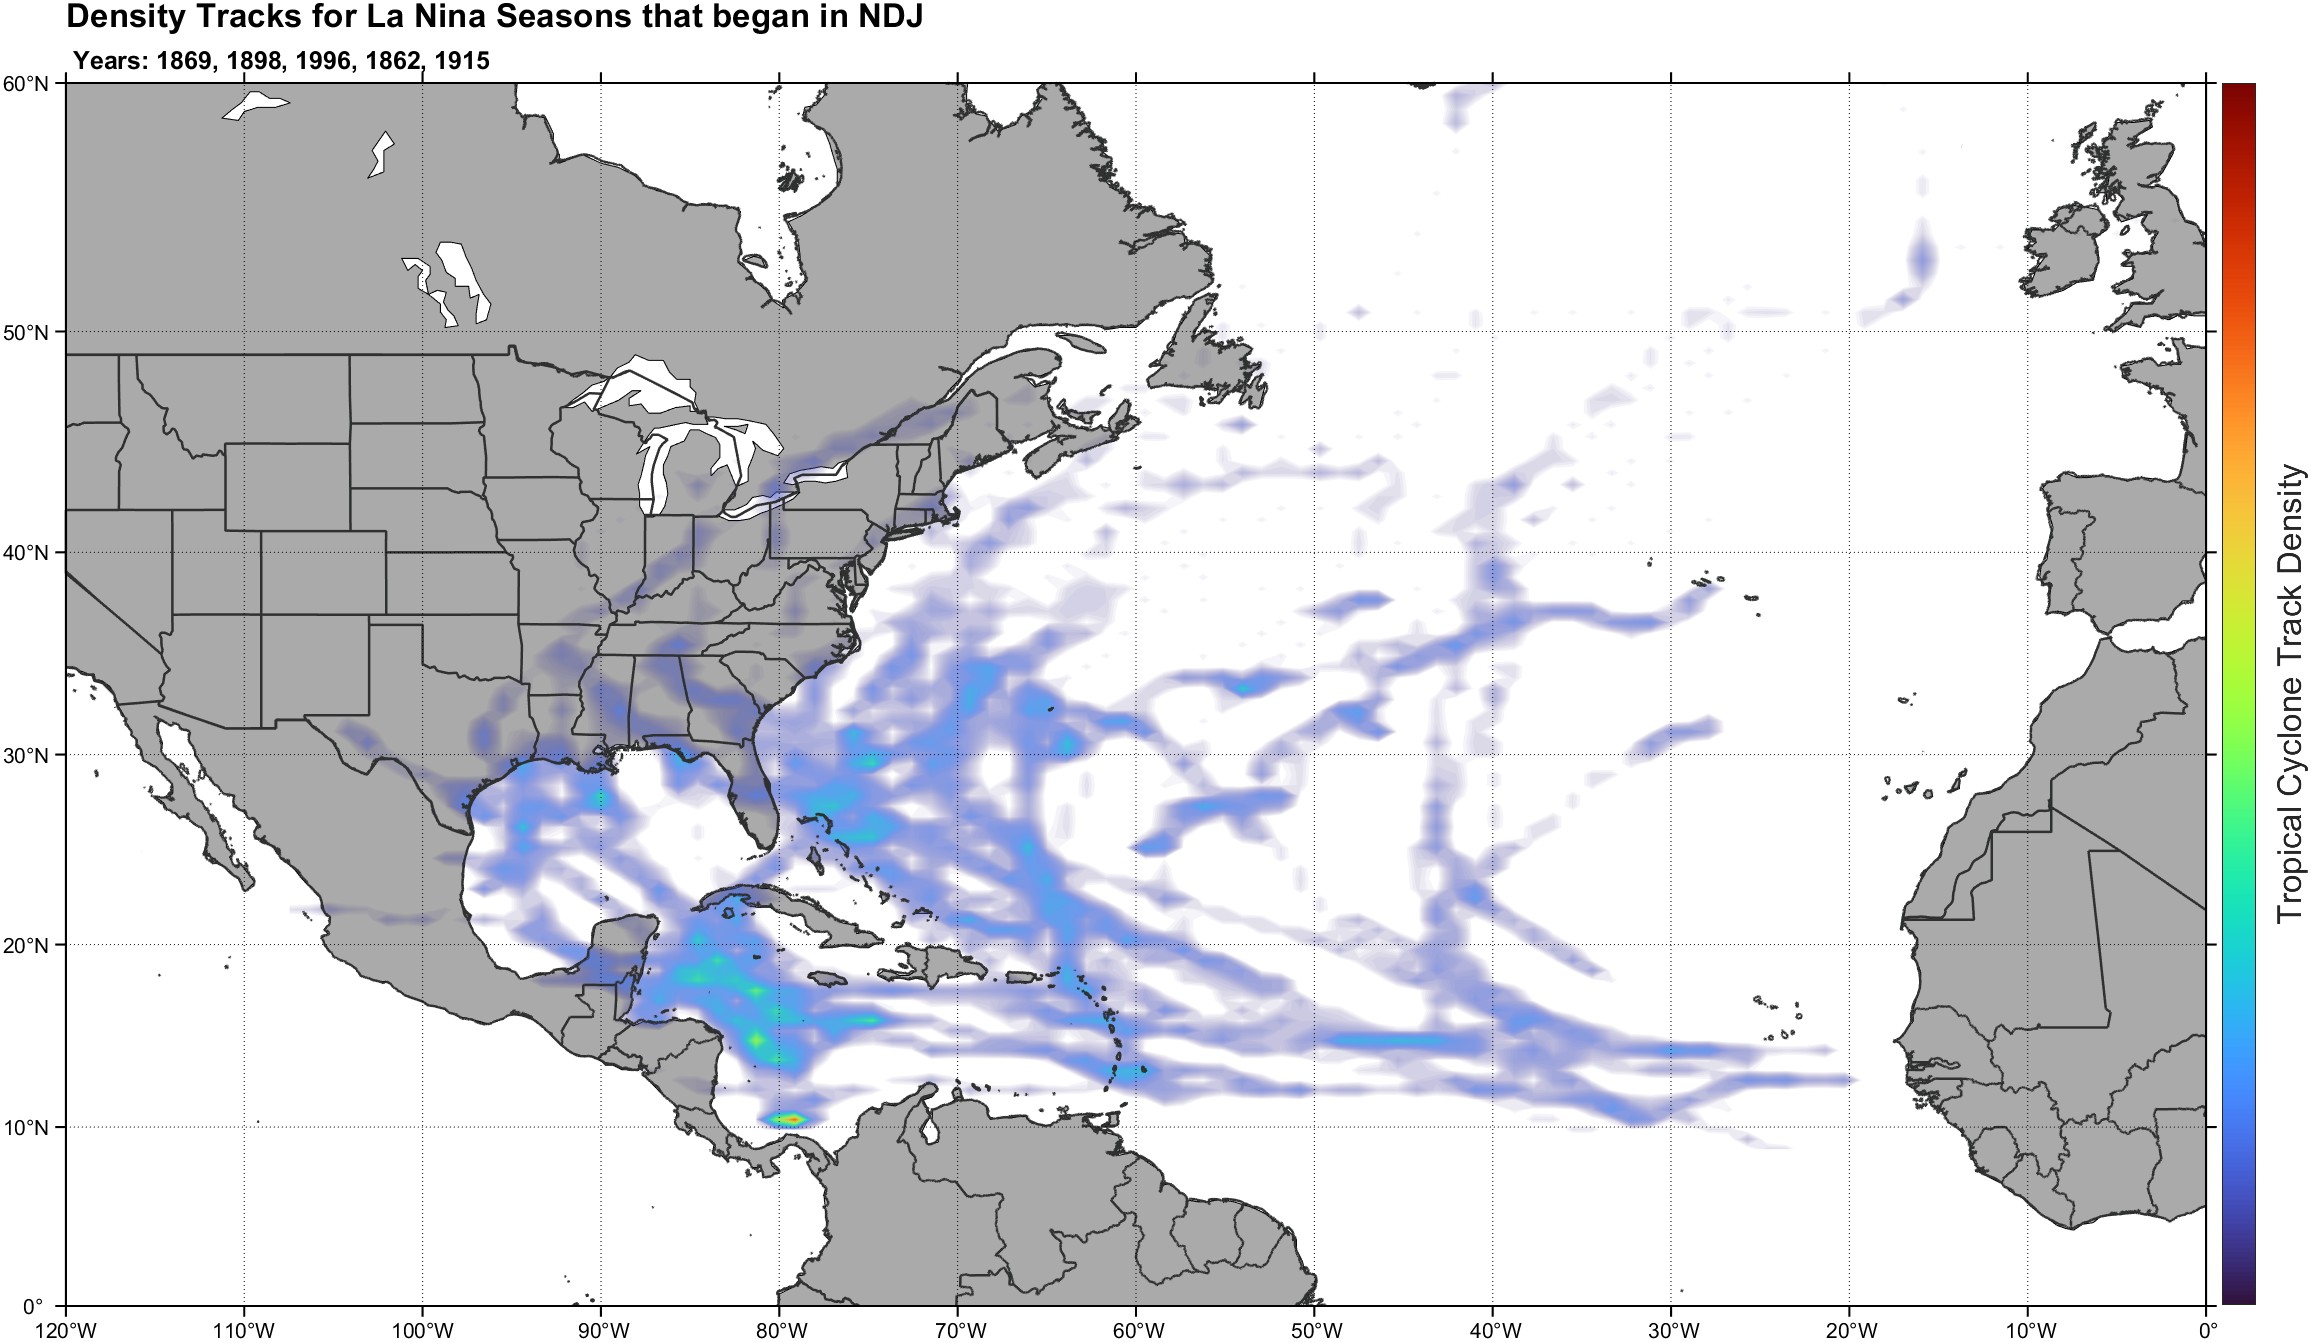 Density Tracks for La Nina Seasons that began in NDJ
Years: 1869, 1898, 1996, 1862, 1915
60°N
50°N
40°N
30°N
20°N
10°N
0°
120°W
110°W
100°W
90°W
80°W
70°W
60°W
50°W
40°W
30°W
20°W
10°W
0°
Tropical Cyclone Track Density